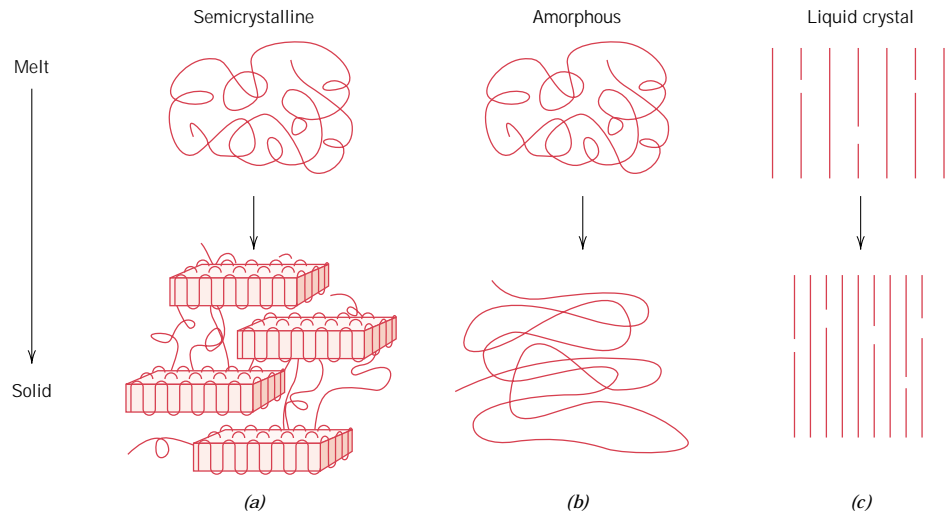 Semicrystalline
Amorphous
Liquid crystal
Melt
Solid
(a)
(b)
(c)